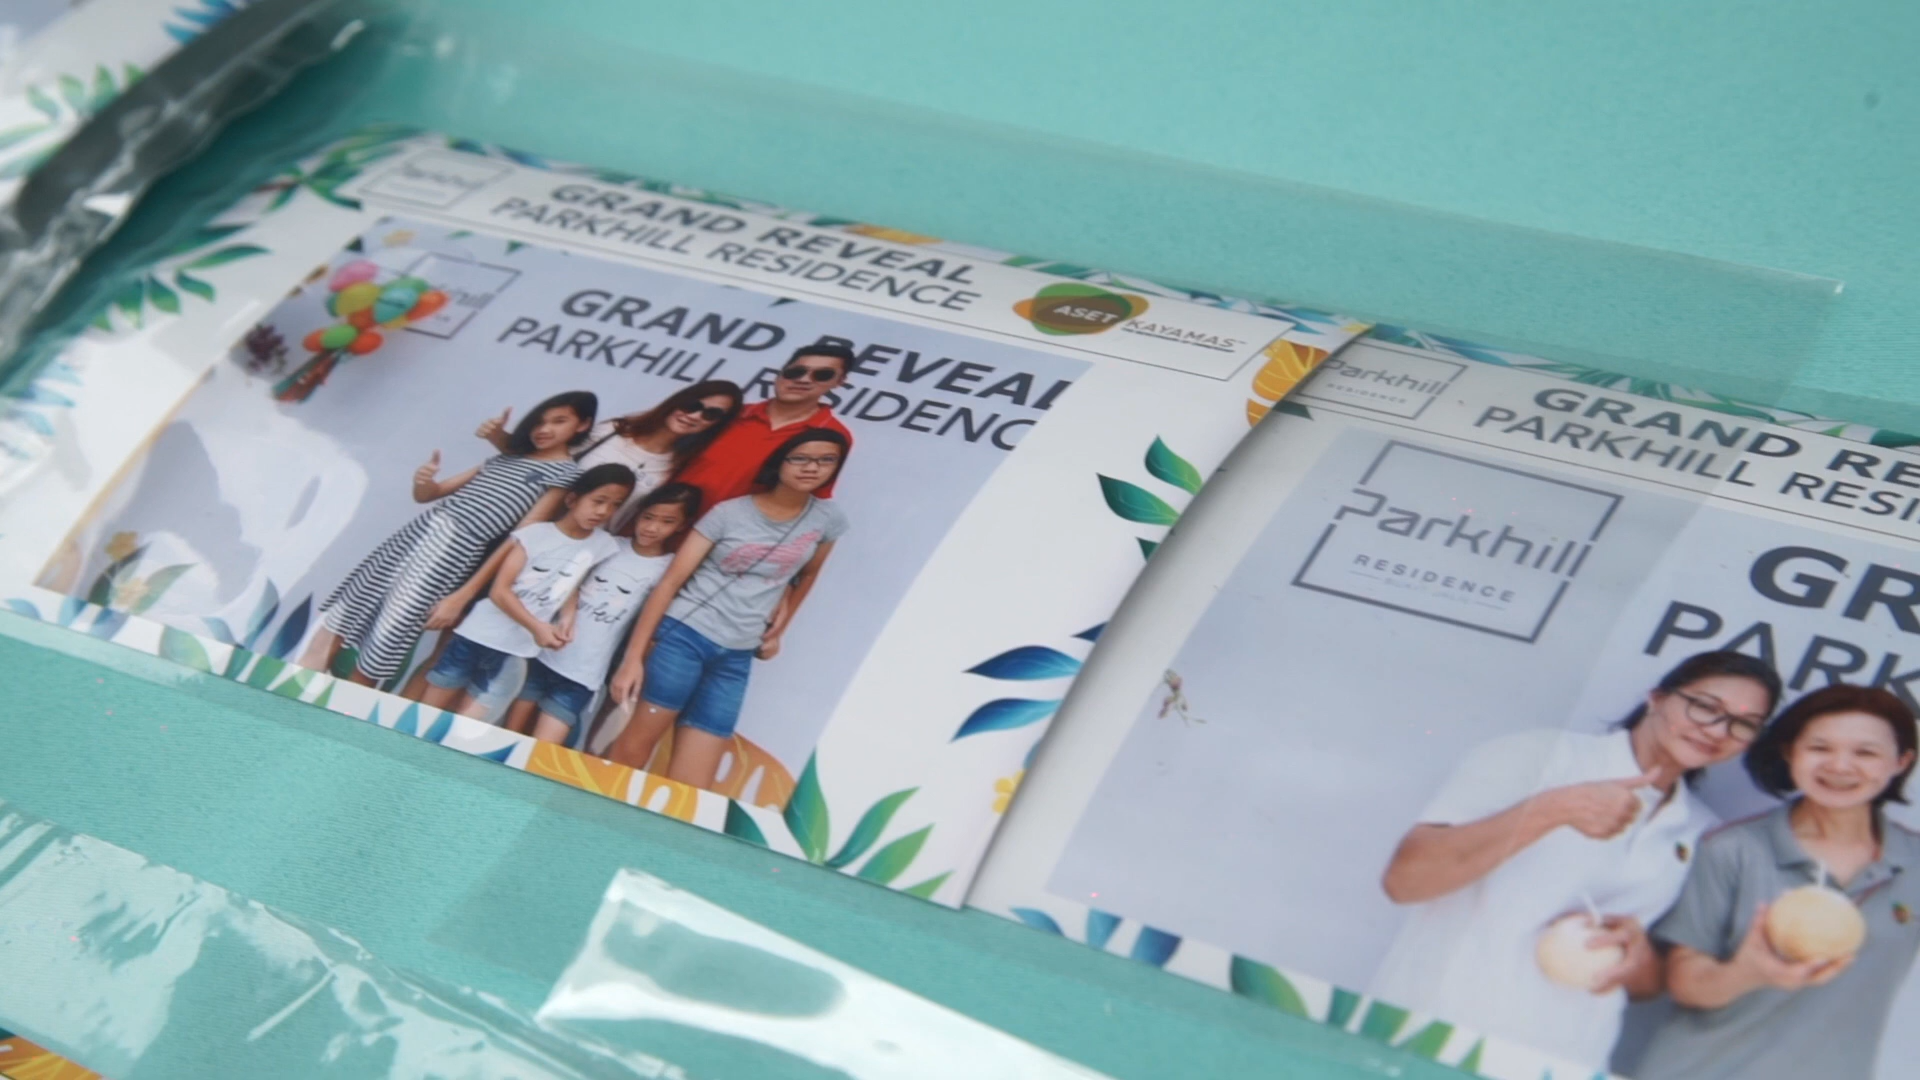 GRAND REVEAL
PARKHILL RESIDENCE
ASET KAYAMAS
GRAND REVEAL
PARKHILL RESIDENC
Parkhill
RESIDENCE
GRAND RE
PARKHILL RESI
Parkhill
RESIDENCE
GR
PARK